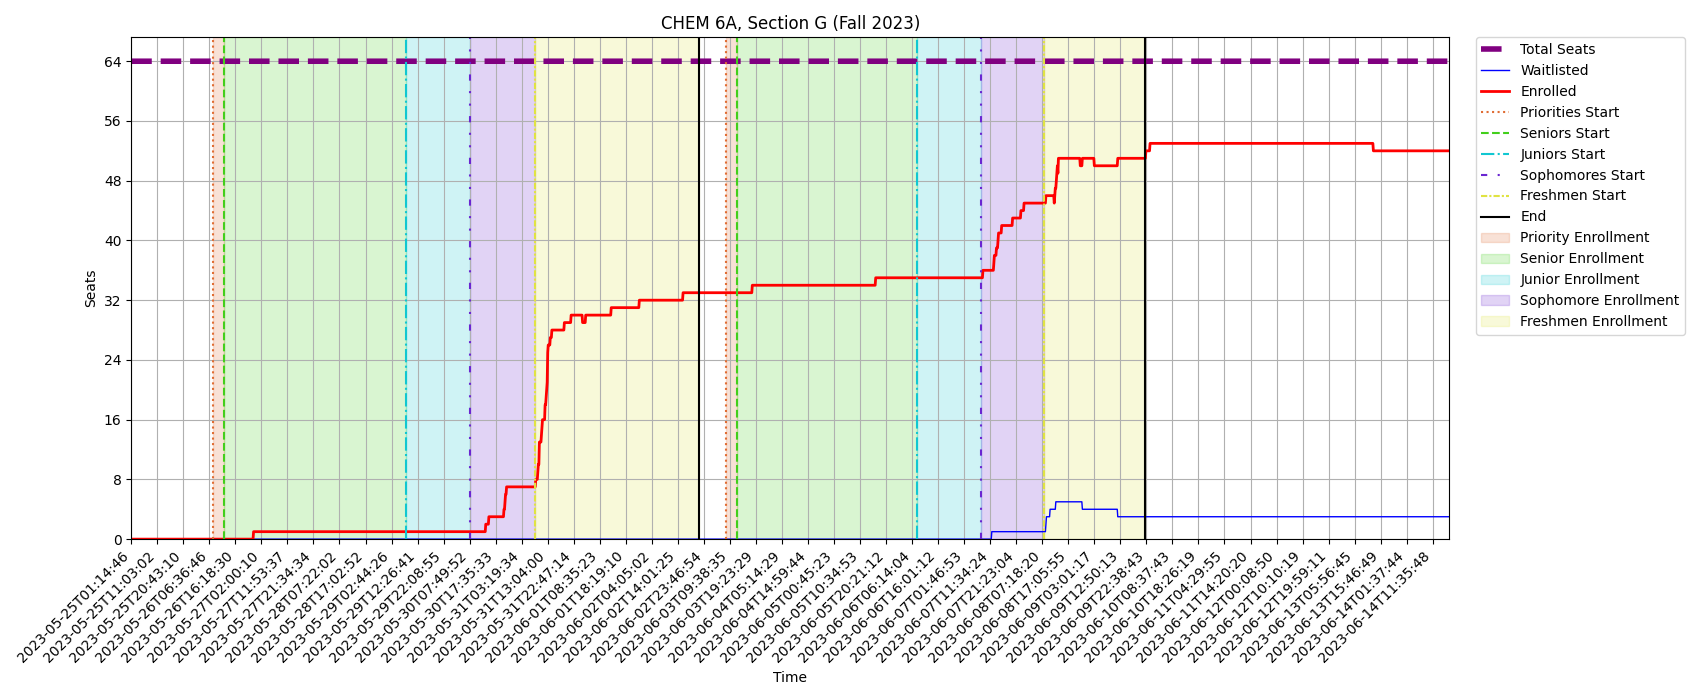 CHEM 6A, Section G (Fall 2023)
Seats
64
56
48
40
32
24
16
8
0
2023-05-25T01:14:46
2023-05-25T11:03:02
2023-05-25T20:43:10
2023-05-26T06:36:46
2023-05-26T16:18:30
2023-05-27T02:00:10
2023-05-27T11:53:37
2023-05-27T21:34:34
2023-05-28T07:22:02
2023-05-28T17:02:52
2023-05-29T02:44:26
2023-05-29T12:26:41
2023-05-29T22:08:55
2023-05-30T07:49:52
2023-05-30T17:35:33
2023-05-31T03:19:34
2023-05-31T13:04:00
2023-05-31T22:47:14
2023-06-01T08:35:23
2023-06-01T18:19:10
2023-06-02T04:05:02
2023-06-02T14:01:25
2023-06-02T23:46:54
2023-06-03T09:38:35
2023-06-03T19:23:29
2023-06-04T05:14:29
2023-06-04T14:59:44
2023-06-05T00:45:23
2023-06-05T10:34:53
2023-06-05T20:21:12
2023-06-06T06:14:04
2023-06-06T16:01:12
2023-06-07T01:46:53
2023-06-07T11:34:24
2023-06-07T21:23:04
2023-06-08T07:18:20
2023-06-08T17:05:55
2023-06-09T03:01:17
2023-06-09T12:50:13
2023-06-09T22:38:43
2023-06-10T08:37:43
2023-06-10T18:26:19
2023-06-11T04:29:55
2023-06-11T14:20:20
2023-06-12T00:08:50
2023-06-12T10:10:19
2023-06-12T19:59:11
2023-06-13T05:56:45
2023-06-13T15:46:49
2023-06-14T01:37:44
2023-06-14T11:35:48
Time
Total Seats
Waitlisted
Enrolled
Priorities Start
Seniors Start
Juniors Start
Sophomores Start
Freshmen Start
End
Priority Enrollment
Senior Enrollment
Junior Enrollment
Sophomore Enrollment
Freshmen Enrollment